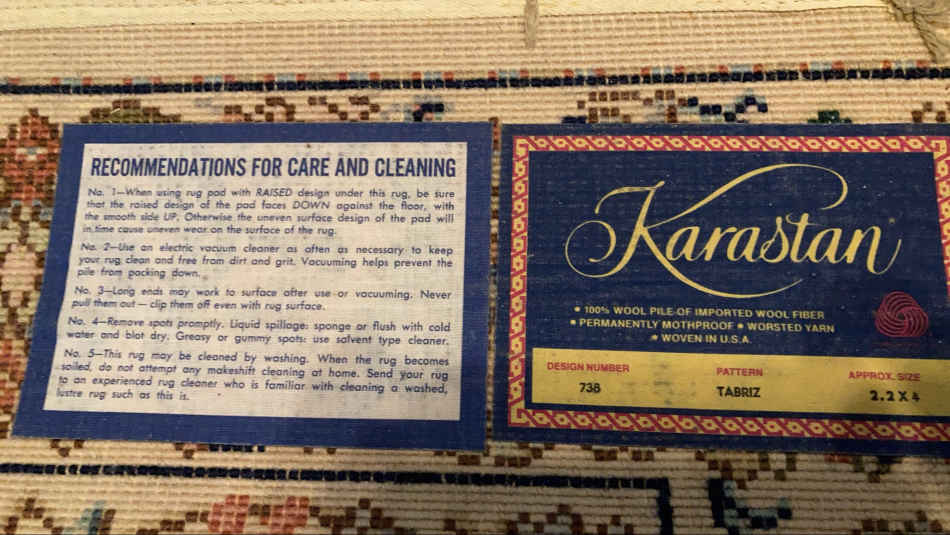 RECOMMENDATIONS FOR CARE AND CLEANING
No. 1—When using rug pad with RAISED design under this rug, be sure
that the raised design of the pad faces DOWN against the floor, with
the smooth side UP. Otherwise the uneven surface design of the pad will
in time cause uneven wear on the surface of the rug.
No. 2—Use an electric vacuum cleaner as often as necessary to keep
your rug clean and free from dirt and grit. Vacuuming helps prevent the
pile from packing down.
No. 3—Long ends may work to surface after use or vacuuming. Never
pull them out — clip them off even with rug surface.
No. 4—Remove spots promptly. Liquid spillage: sponge or flush with cold
water and blot dry. Greasy or gummy spots: use solvent type cleaner.
No. 5—This rug may be cleaned by washing. When the rug becomes
soiled, do not attempt any makeshift cleaning at home. Send your rug
to an experienced rug cleaner who is familiar with cleaning a washed,
lustre rug such as this is.
Karastan
• 100% WOOL PILE OF IMPORTED WOOL FIBER
• PERMANENTLY MOTHPROOF • WORSTED YARN
• WOVEN IN U.S.A.
DESIGN NUMBER PATTERN APPROX. SIZE
738 TABRIZ 2.2 X 4